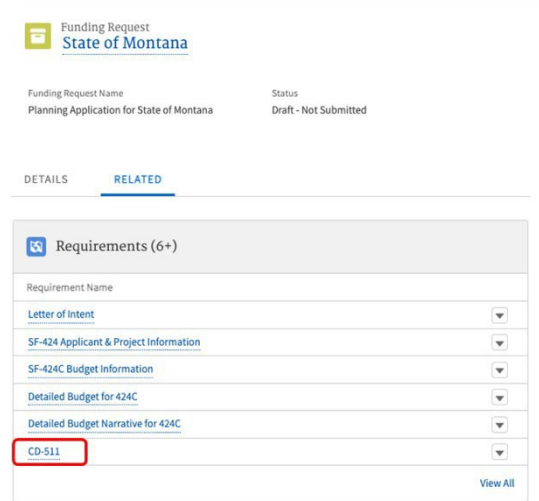 Funding Request
State of Montana
Funding Request Name
Status
Planning Application for State of Montana
Draft - Not Submitted
DETAILS
RELATED
Requirements (6+)
Requirement Name
Letter of Intent
SF-424 Applicant & Project Information
SF-424C Budget Information
Detailed Budget for 424C
Detailed Budget Narrative for 424C
CD-511
View All